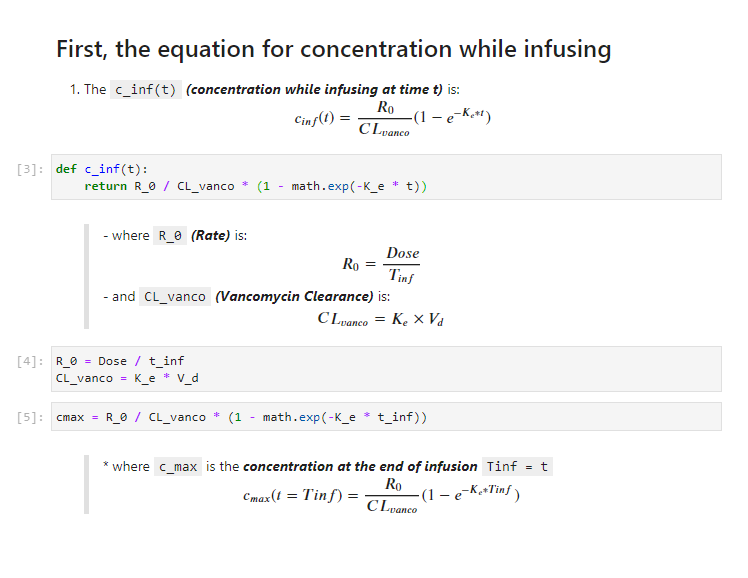 First, the equation for concentration while infusing
1. The c_inf(t) (concentration while infusing at time t) is:
c_{inf}(t) = \frac{R_0}{CL_{vanco}}(1 − e^{−K_e*t})
[3]: def c_inf(t):
return R_0 / CL_vanco * (1 - math.exp(-K_e * t))
- where R_0 (Rate) is:
R_0 = \frac{Dose}{T_{inf}}
- and CL_vanco (Vancomycin Clearance) is:
CL_{vanco} = K_e × V_d
[4]: R_0 = Dose / t_inf
CL_vanco = K_e * V_d
[5]: cmax = R_0 / CL_vanco * (1 - math.exp(-K_e * t_inf))
* where c_max is the concentration at the end of infusion Tinf = t
c_{max}(t = Tinf) = \frac{R_0}{CL_{vanco}}(1 − e^{−K_e*Tinf})